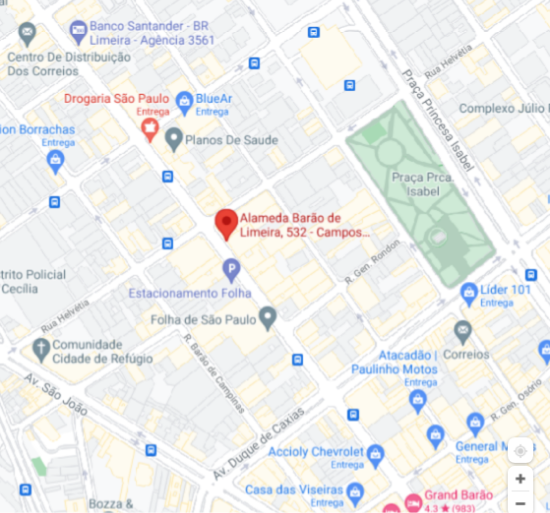 Banco Santander - BR
Limeira - Agência 3561
Centro De Distribuição
Dos Correios
Rua Helvétia
Praça Princesa Isabel
Drogaria São Paulo
Entrega
BlueAr
Entrega
Complexo Júlio
ion Borrachas
Entrega
Planos De Saude
Praça Prca.
Isabel
Alameda Barão de
Limeira, 532 - Campos...
R. Gen. Rondon
trito Policial
Cecília
P
Estacionamento Folha
Líder 101
Entrega
Rua Helvétia
Folha de São Paulo
Comunidade
Cidade de Refúgio
R. Barão de Campinas
Atacadão |
Paulinho Motos
Entrega
Correios
Av. São João
R. Gen. Osório
Av. Duque de Caxias
Accioly Chevrolet
Entrega
General M
Entrega
Casa das Viseiras
Entrega
Grand Barão
4.3 ★ (983)
Bozza &
+
−